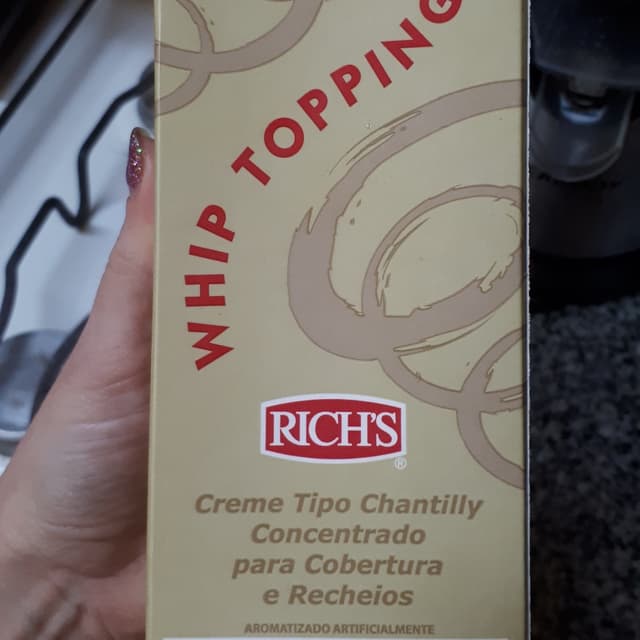 WHIP TOPPING
RICH'S
®
Creme Tipo Chantilly
Concentrado
para Cobertura
e Recheios
AROMATIZADO ARTIFICIALMENTE